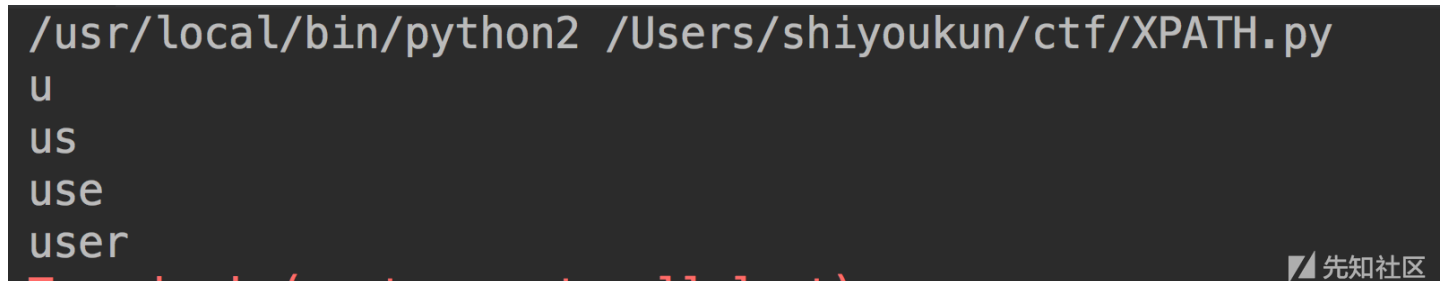 /usr/local/bin/python2 /Users/shiyoukun/ctf/XPATH.py
u
us
use
user
先知社区